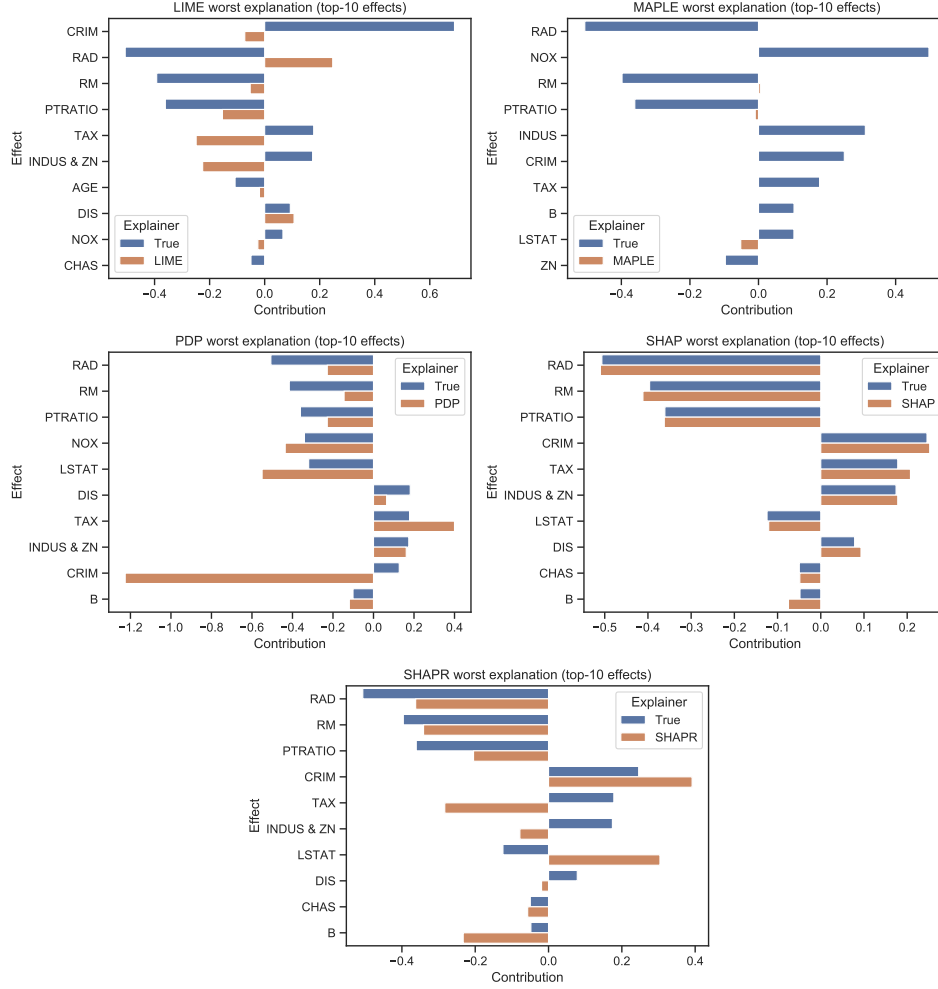 LIME worst explanation (top-10 effects)
CRIM
RAD
RM
PTRATIO
TAX
INDUS & ZN
AGE
DIS
NOX
CHAS
Effect
Explainer
True
LIME
−0.4 −0.2 0.0 0.2 0.4 0.6
Contribution
MAPLE worst explanation (top-10 effects)
RAD
NOX
RM
PTRATIO
INDUS
CRIM
TAX
B
LSTAT
ZN
Effect
Explainer
True
MAPLE
−0.4 −0.2 0.0 0.2 0.4
Contribution
PDP worst explanation (top-10 effects)
RAD
RM
PTRATIO
NOX
LSTAT
DIS
TAX
INDUS & ZN
CRIM
B
Effect
Explainer
True
PDP
−1.2 −1.0 −0.8 −0.6 −0.4 −0.2 0.0 0.2 0.4
Contribution
SHAP worst explanation (top-10 effects)
RAD
RM
PTRATIO
CRIM
TAX
INDUS & ZN
LSTAT
DIS
CHAS
B
Effect
Explainer
True
SHAP
−0.5 −0.4 −0.3 −0.2 −0.1 0.0 0.1 0.2
Contribution
SHAPR worst explanation (top-10 effects)
RAD
RM
PTRATIO
CRIM
TAX
INDUS & ZN
LSTAT
DIS
CHAS
B
Effect
Explainer
True
SHAPR
−0.4 −0.2 0.0 0.2 0.4
Contribution